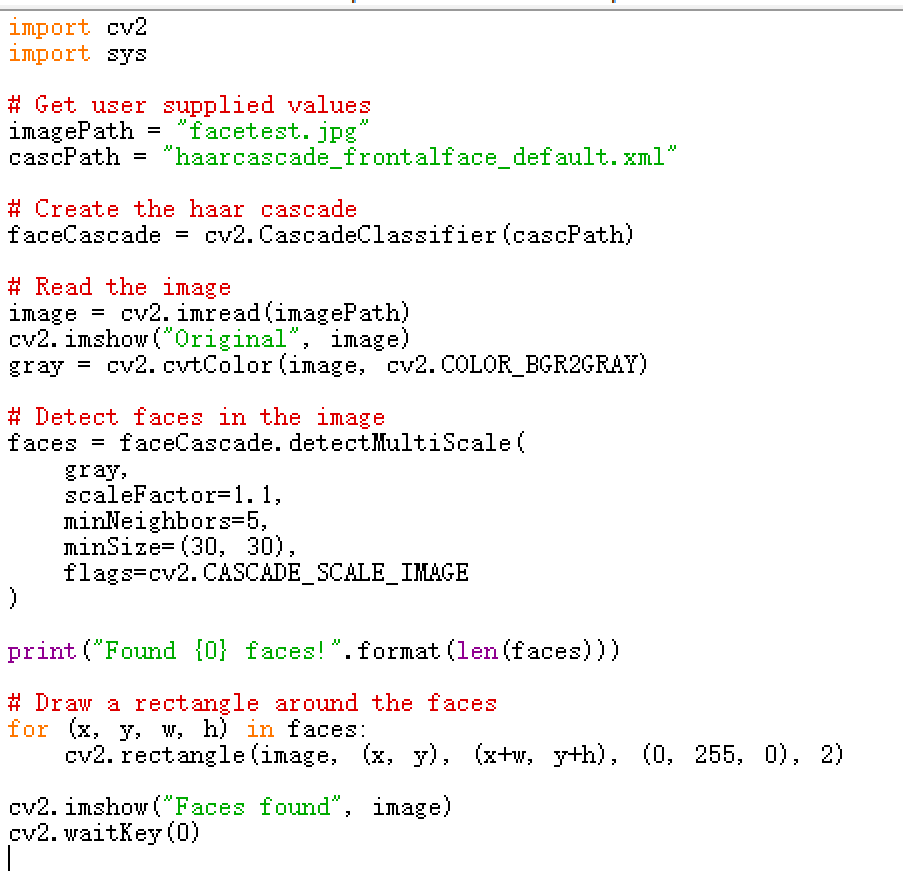 import cv2
import sys
# Get user supplied values
imagePath = "facetest.jpg"
cascPath = "haarcascade_frontalface_default.xml"
# Create the haar cascade
faceCascade = cv2.CascadeClassifier(cascPath)
# Read the image
image = cv2.imread(imagePath)
cv2.imshow("Original", image)
gray = cv2.cvtColor(image, cv2.COLOR_BGR2GRAY)
# Detect faces in the image
faces = faceCascade.detectMultiScale(
    gray,
    scaleFactor=1.1,
    minNeighbors=5,
    minSize=(30, 30),
    flags=cv2.CASCADE_SCALE_IMAGE
)
print("Found {0} faces!".format(len(faces)))
# Draw a rectangle around the faces
for (x, y, w, h) in faces:
    cv2.rectangle(image, (x, y), (x+w, y+h), (0, 255, 0), 2)
cv2.imshow("Faces found", image)
cv2.waitKey(0)